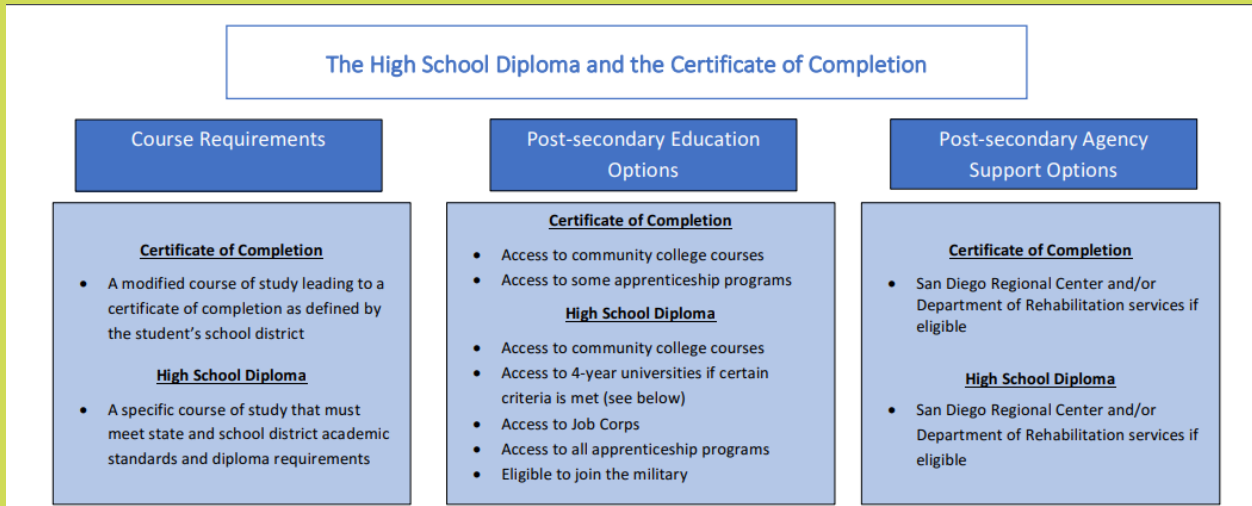 The High School Diploma and the Certificate of Completion
Course Requirements
Certificate of Completion
• A modified course of study leading to a
certificate of completion as defined by
the student's school district
High School Diploma
• A specific course of study that must
meet state and school district academic
standards and diploma requirements
Post-secondary Education
Options
Certificate of Completion
• Access to community college courses
• Access to some apprenticeship programs
High School Diploma
• Access to community college courses
• Access to 4-year universities if certain
criteria is met (see below)
• Access to Job Corps
• Access to all apprenticeship programs
• Eligible to join the military
Post-secondary Agency
Support Options
Certificate of Completion
• San Diego Regional Center and/or
Department of Rehabilitation services if
eligible
High School Diploma
• San Diego Regional Center and/or
Department of Rehabilitation services if
eligible